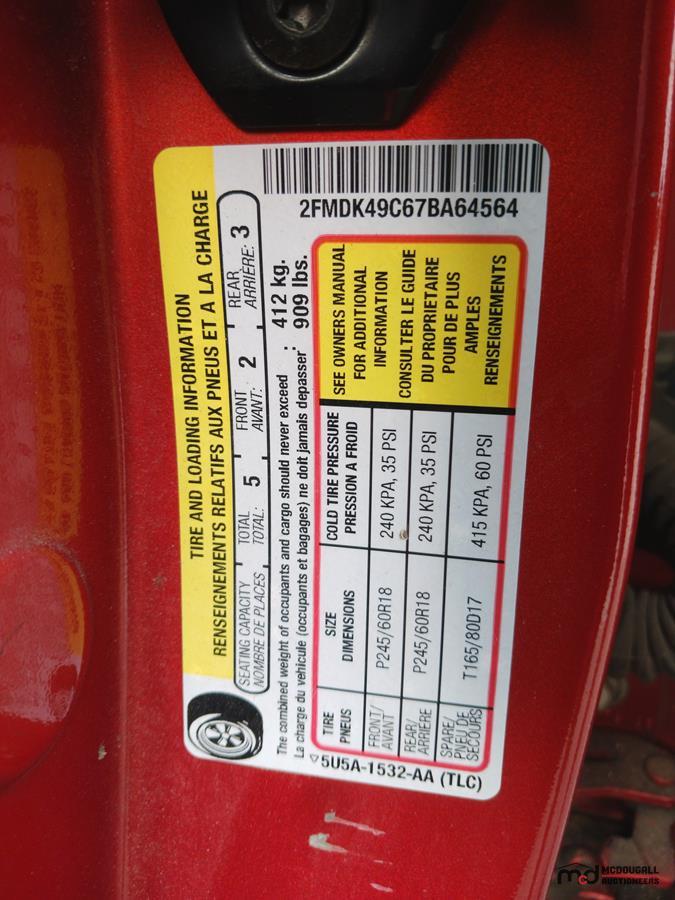 TIRE AND LOADING INFORMATION
RENSEIGNEMENTS RELATIFS AUX PNEUS ET A LA CHARGE
SEATING CAPACITY TOTAL FRONT REAR
NOMBRE DE PLACES TOTAL: 5 AVANT: 2 ARRIÈRE: 3
The combined weight of occupants and cargo should never exceed : 412 kg.
La charge du vehicule (occupants et bagages) ne doit jamais depasser 909 lbs.
2FMDK49C67BA64564
TIRE SIZE COLD TIRE PRESSURE
PNEUS DIMENSIONS PRESSION A FROID
FRONT/
AVANT P245/60R18 240 KPA, 35 PSI
REAR/
ARRIERE P245/60R18 240 KPA, 35 PSI
SPARE/
PNEU DE
SECOURS T165/80D17 415 KPA, 60 PSI
SEE OWNERS MANUAL
FOR ADDITIONAL
INFORMATION
CONSULTER LE GUIDE
DU PROPRIETAIRE
POUR DE PLUS
AMPLES
RENSEIGNEMENTS
5U5A-1532-AA (TLC)
mcd MCDOUGALL
AUCTIONEERS